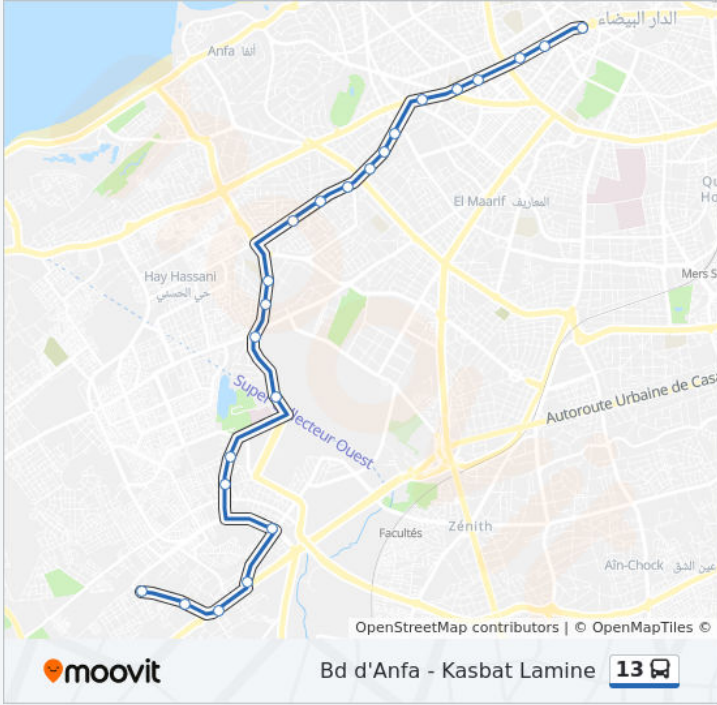 الدار البيضاء
Anfa أنفا
El Maarif المعاريف
Hay Hassani
حي الحسني
Mers S
Super Collecteur Ouest
Autoroute Urbaine de Casa
Facultés
Zénith
Aîn-Chock عين الشق
OpenStreetMap contributors | © OpenMapTiles ©
moovit
Bd d'Anfa - Kasbat Lamine 13